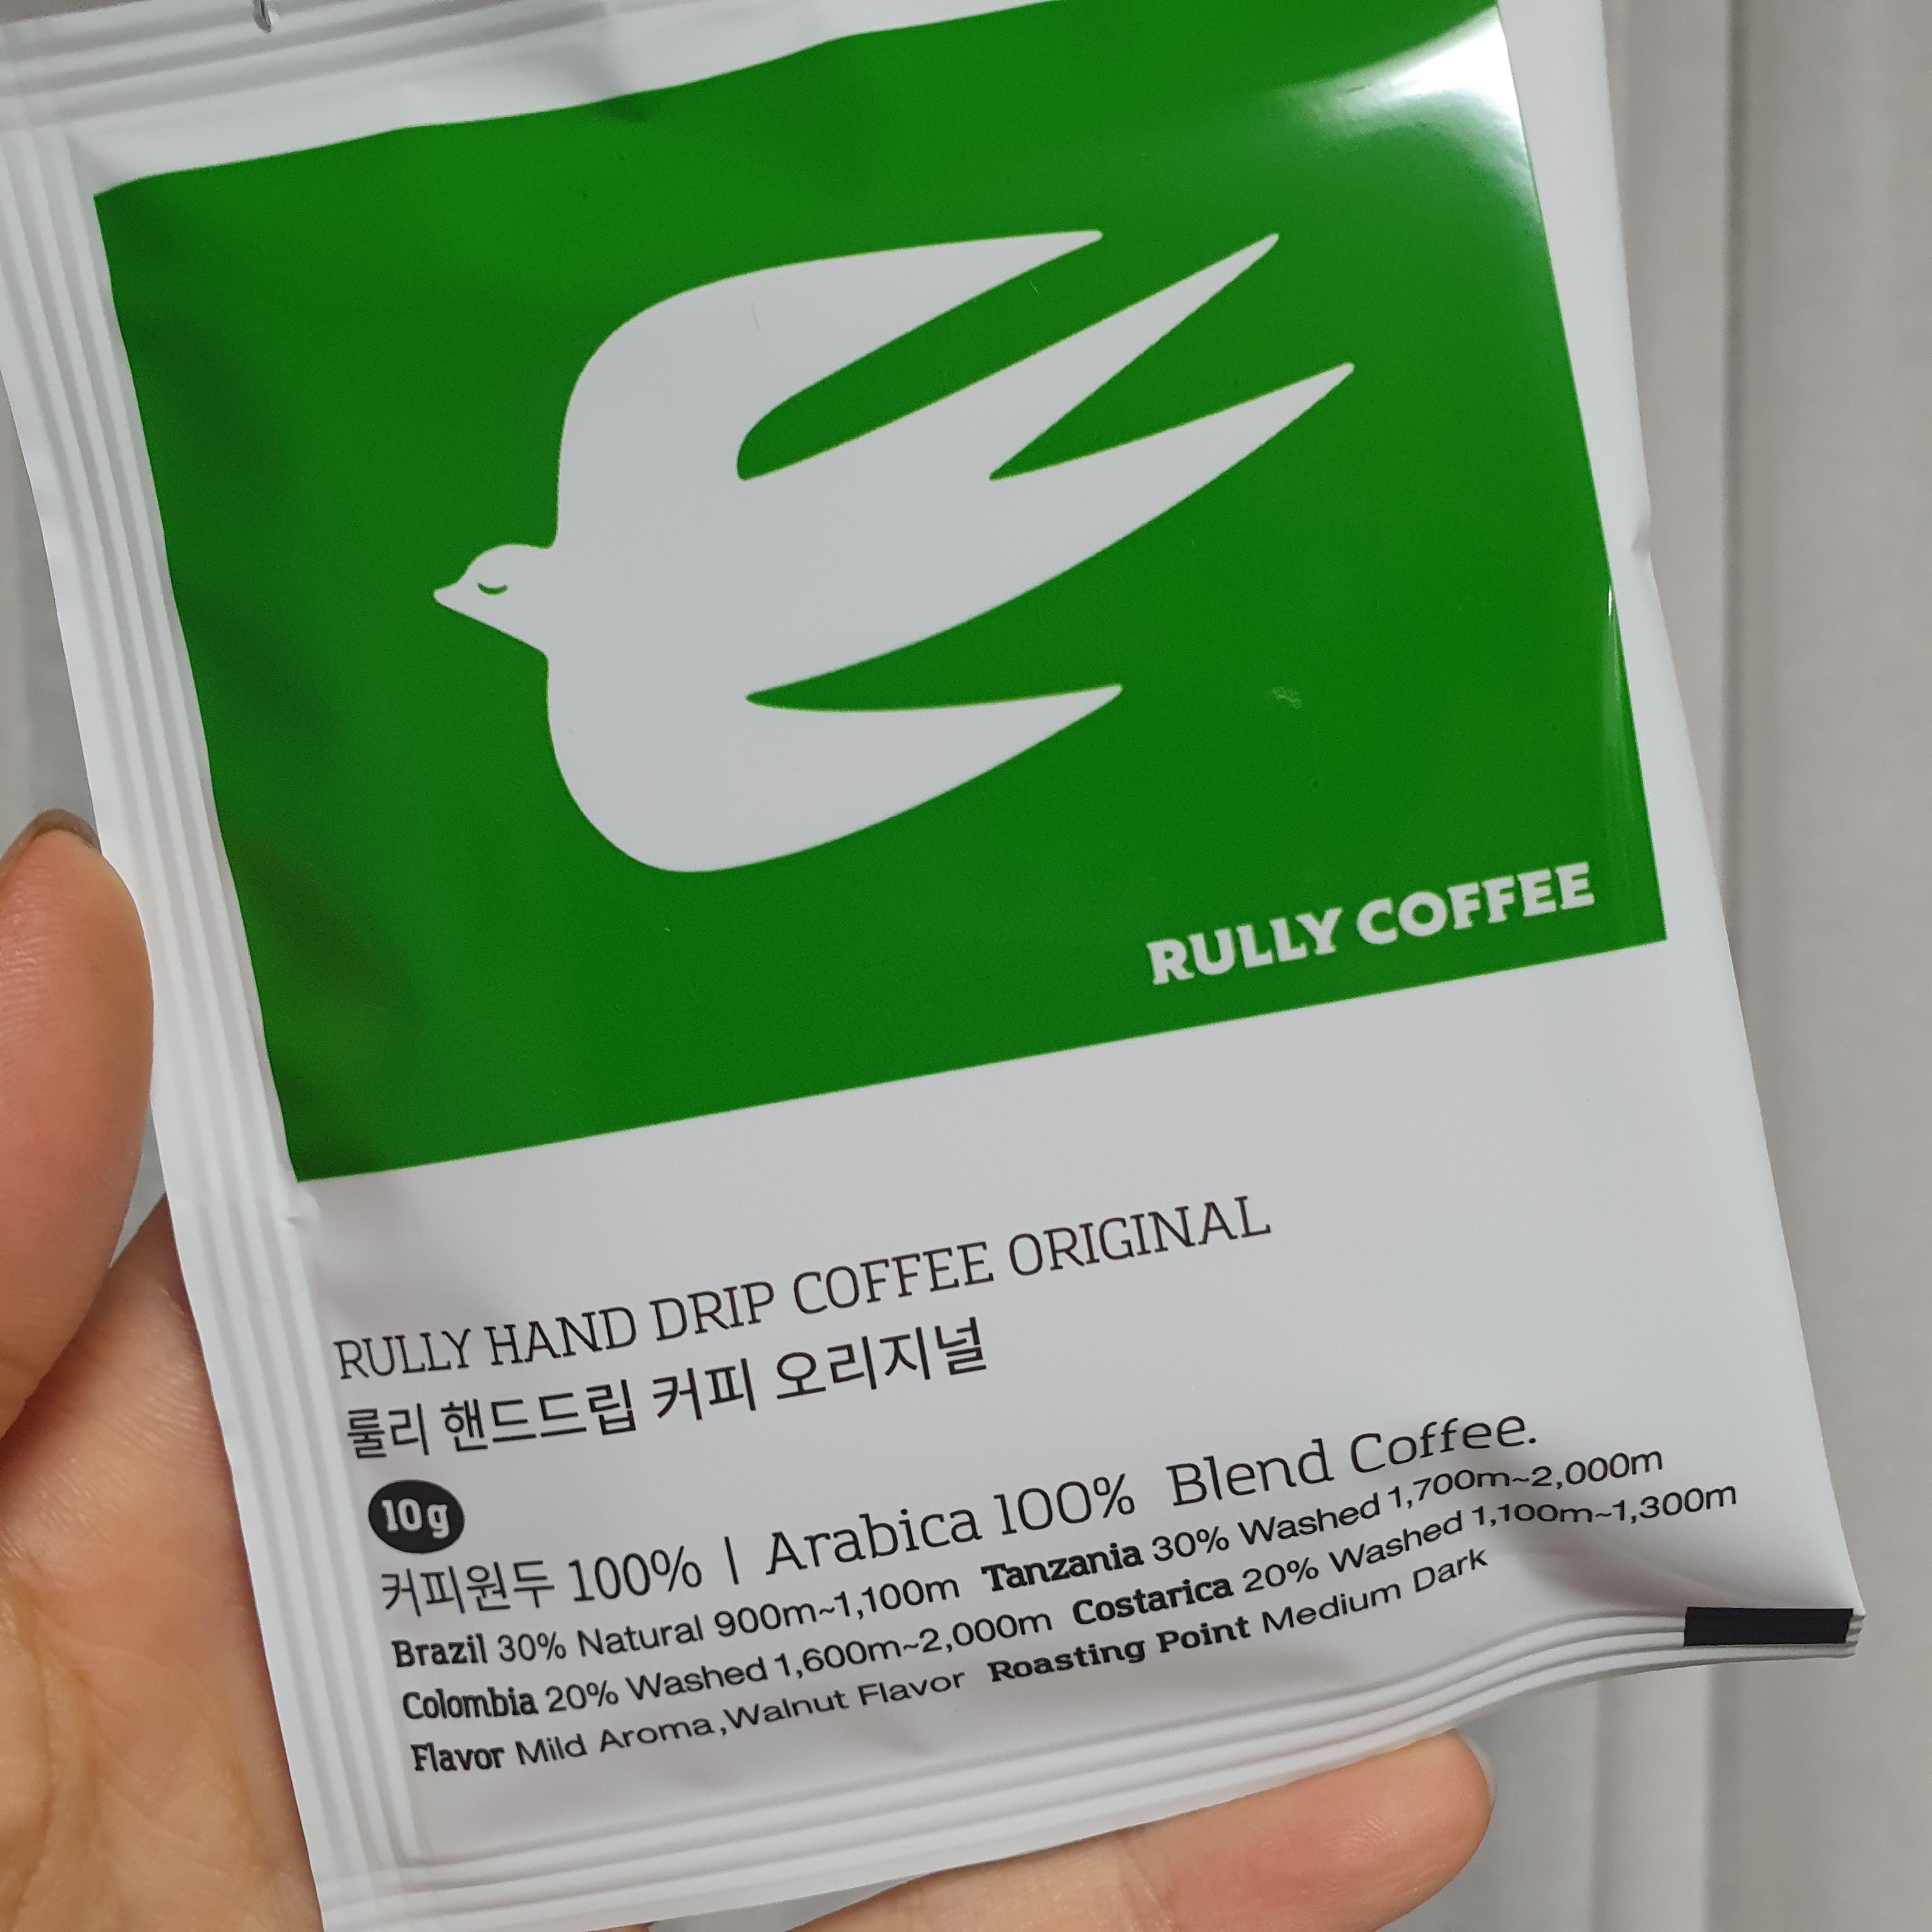 RULLY COFFEE
RULLY HAND DRIP COFFEE ORIGINAL
룰리 핸드드립 커피 오리지널
10g
커피원두 100% | Arabica 100% Blend Coffee.
Brazil 30% Natural 900m~1,100m Tanzania 30% Washed 1,700m~2,000m
Colombia 20% Washed 1,600m~2,000m Costarica 20% Washed 1,100m~1,300m
Flavor Mild Aroma,Walnut Flavor Roasting Point Medium Dark